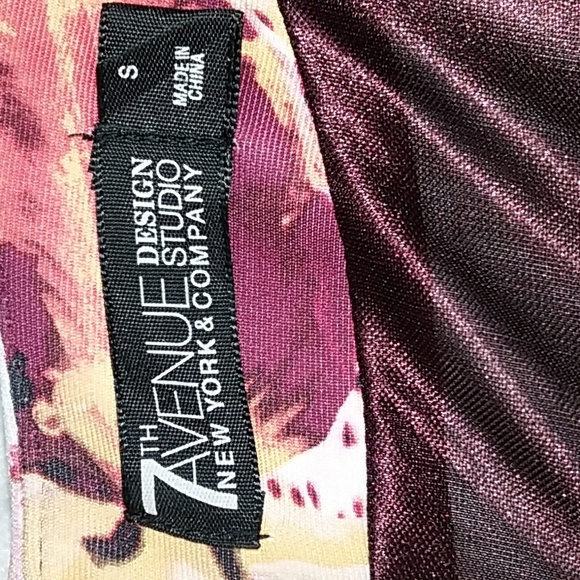 7TH
AVENUE DESIGN
STUDIO
NEW YORK & COMPANY
S
MADE IN
CHINA